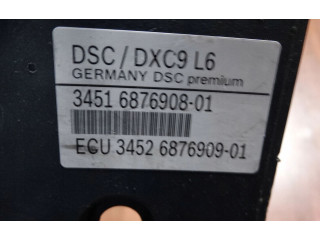 DSC / DXC9 L6
GERMANY DSC premium
3451 6876908-01
ECU 3452 6876909-01